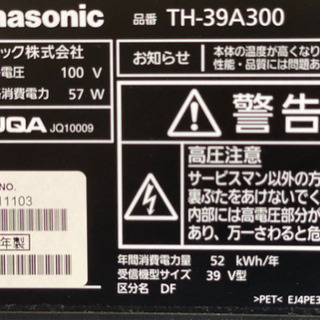 nasonic 品番 TH-39A300
ック株式会社
電圧 100 V
消費電力 57 W
お知らせ 本体の温度が高くなり
性能・品質には問題あ
JQA JQ10009
警告
高圧注意
サービスマン以外の方
裏ぶたをあけないでく
内部には高電圧部分
あり、万一さわると危
NO.
1103
年製
年間消費電力量 52 kWh/年
受信機型サイズ 39 V型
区分名 DF
>PET< EJ4PE3